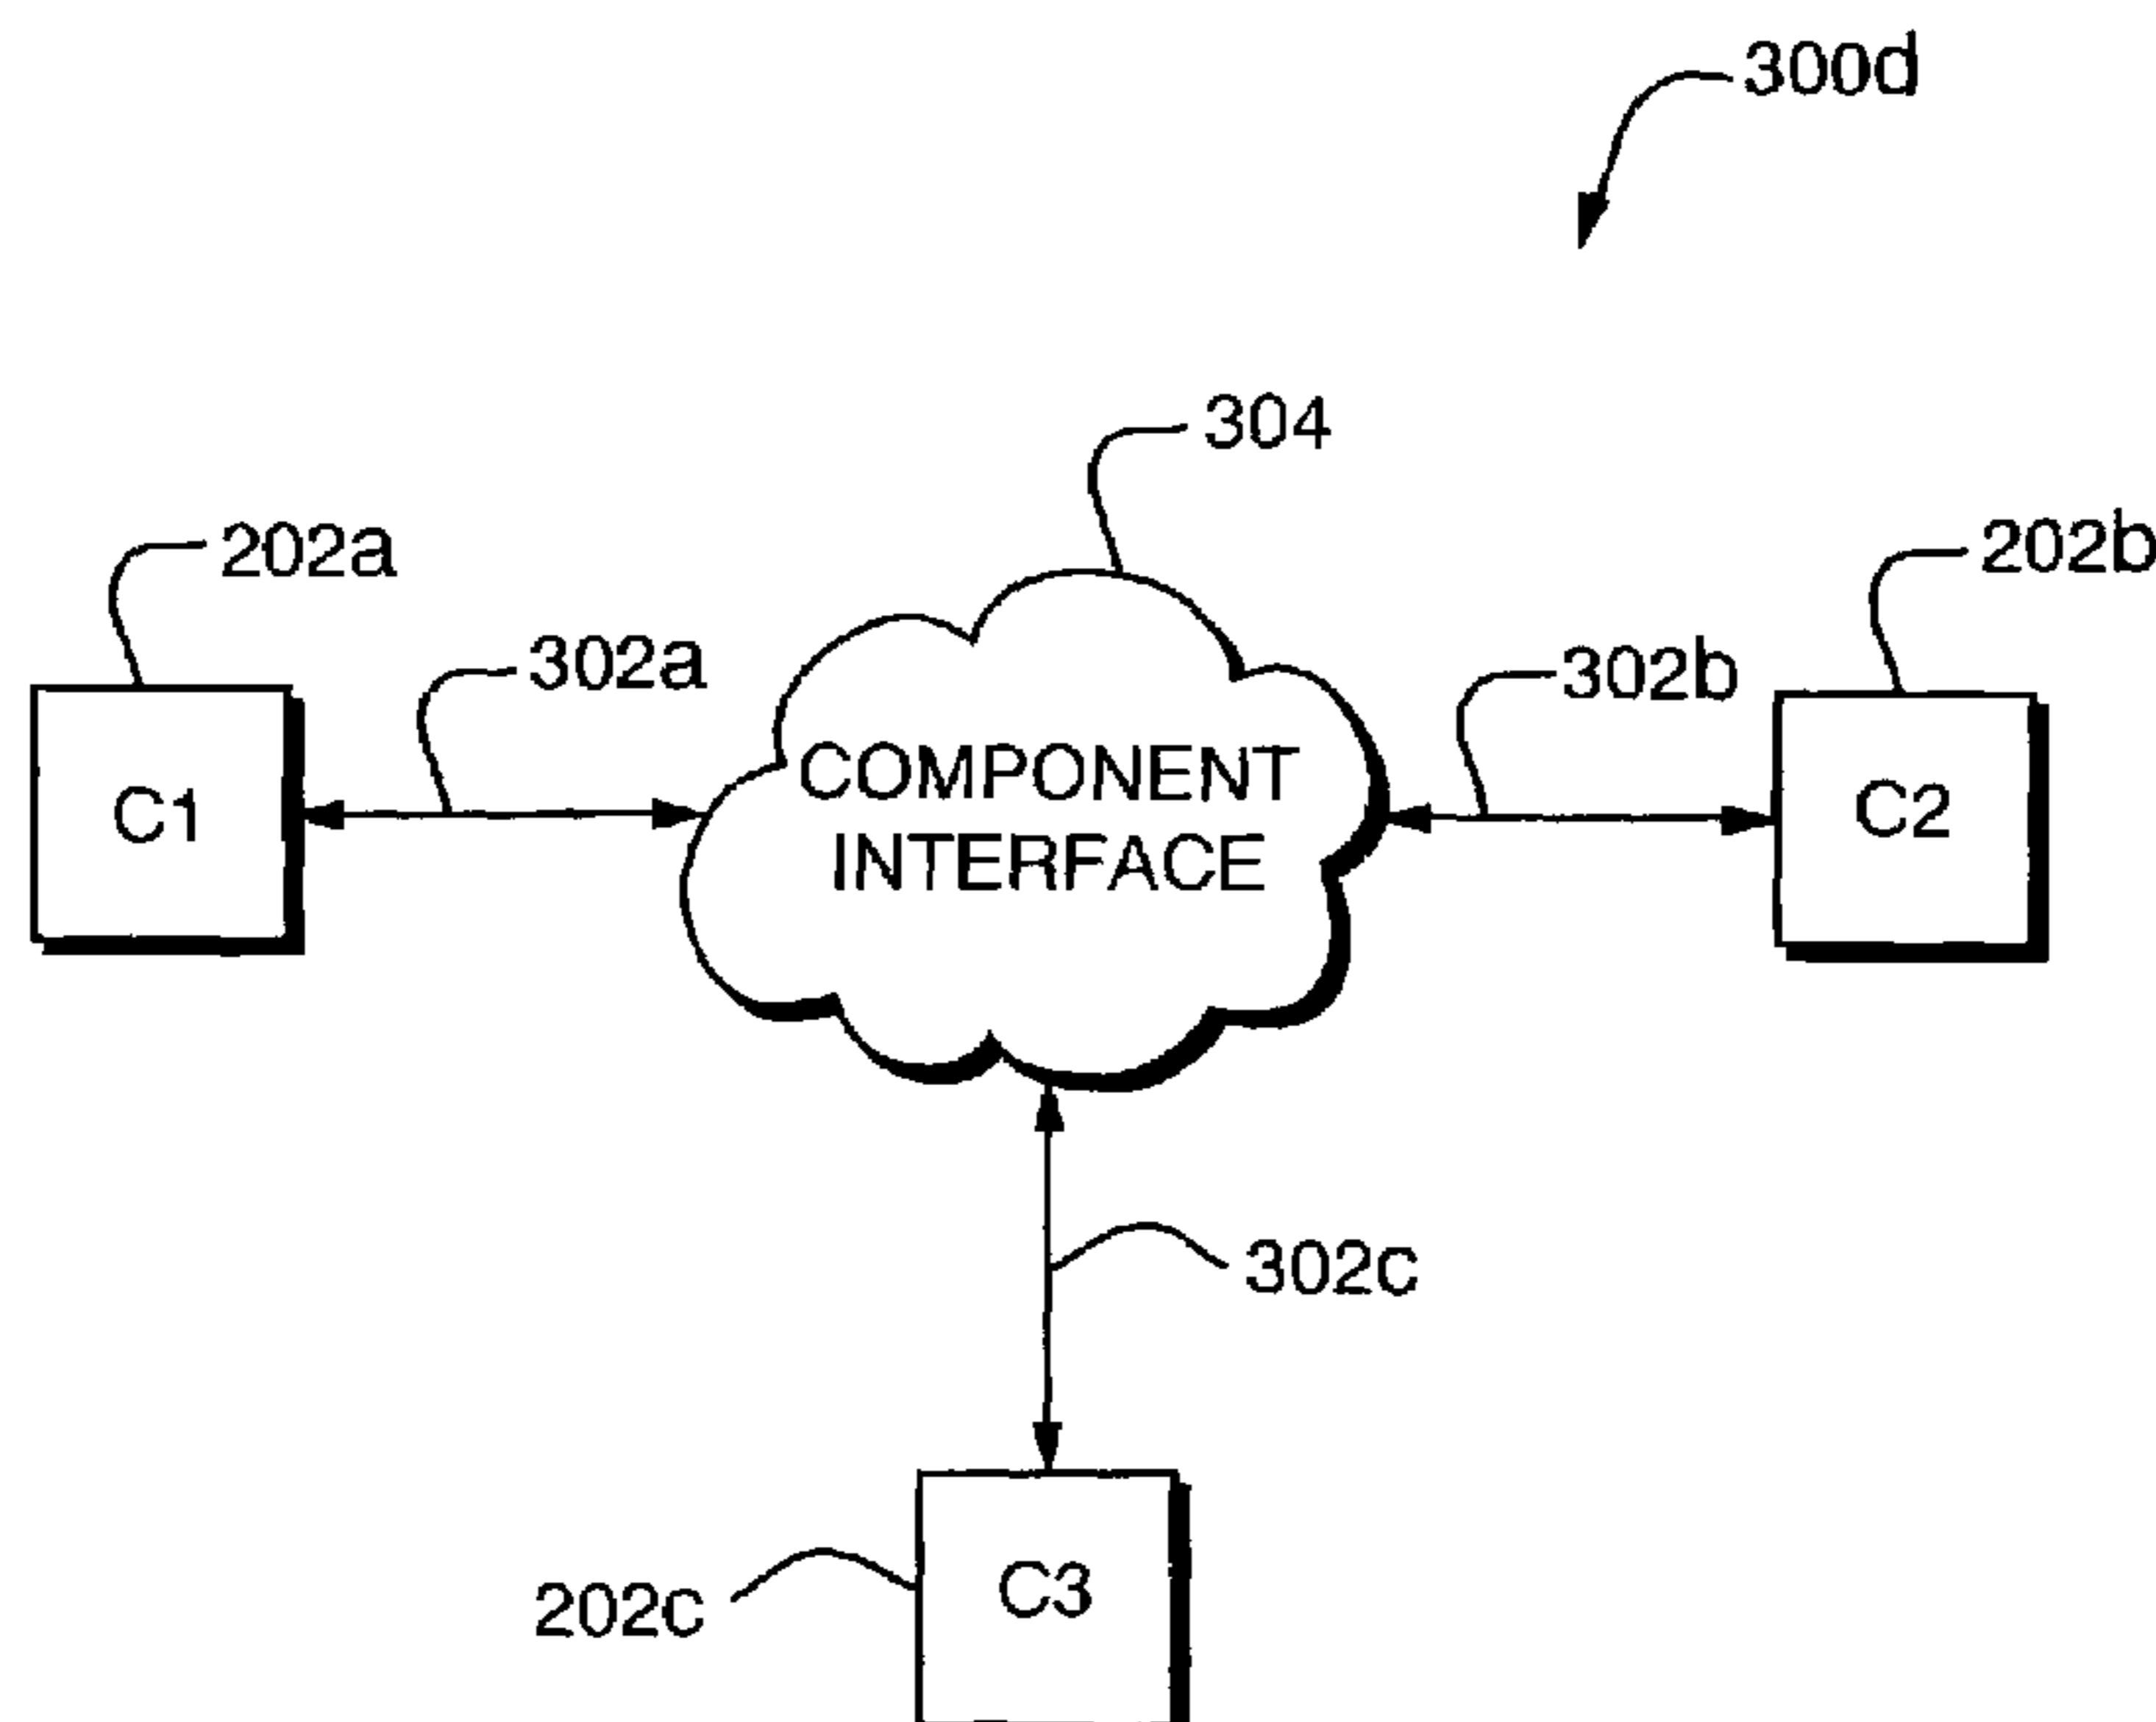 300d
304
202a
202b
302a
302b
COMPONENT
INTERFACE
C1
C2
302c
C3
202c